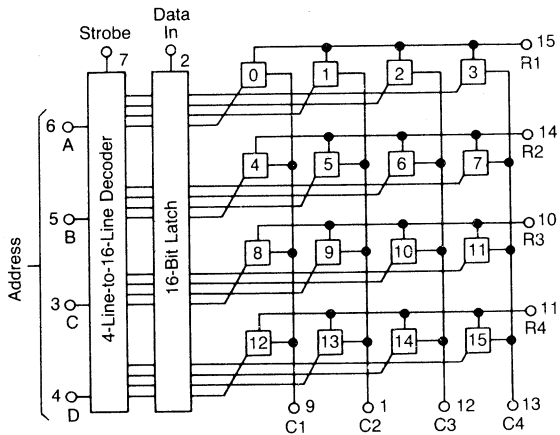 Strobe
Data
In
7
2
15
R1
0
1
2
3
6
A
14
R2
4
5
6
7
Address
4-Line-to-16-Line Decoder
16-Bit Latch
5
B
10
R3
8
9
10
11
3
C
11
R4
12
13
14
15
4
D
9
C1
1
C2
12
C3
13
C4